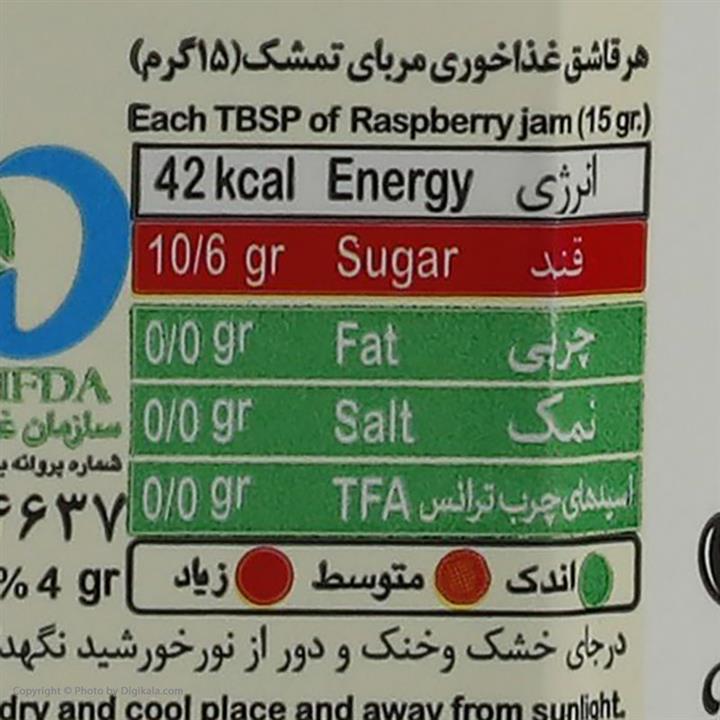 هر قاشق غذاخوری مربای تمشک (۱۵گرم)
Each TBSP of Raspberry jam (15 gr.)
42 kcal Energy انرژی
10/6 gr Sugar قند
0/0 gr Fat چربی
0/0 gr Salt نمک
0/0 gr TFA اسیدهای چرب ترانس
IFDA
سازمان
شماره پروانه
۶۳۷
% 4 gr
اندک متوسط زیاد
درجای خشک وخنک و دور از نورخورشید نگهد
dry and cool place and away from sunlight.
Copyright © Photo by Digikala.com